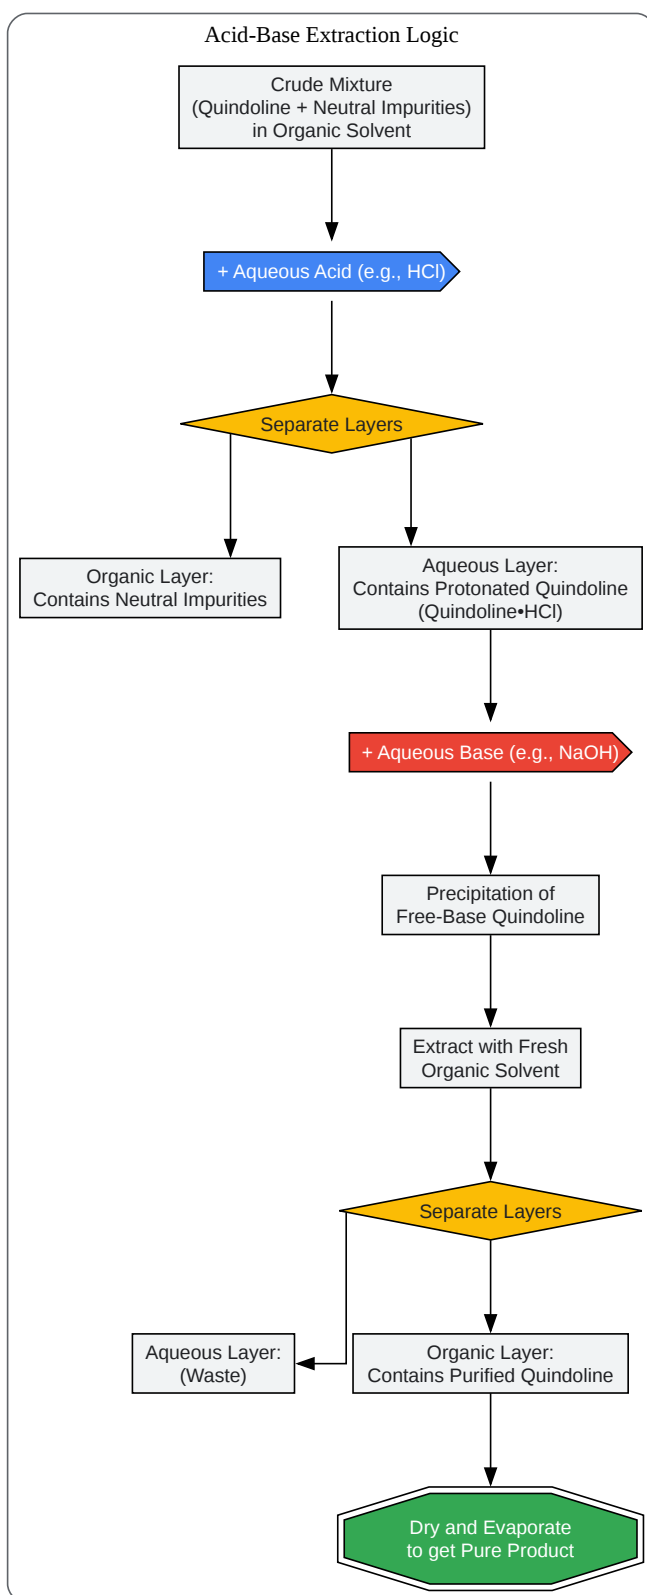 Acid-Base Extraction Logic
Crude Mixture
(Quindoline + Neutral Impurities)
in Organic Solvent
+ Aqueous Acid (e.g., HCl)
Separate Layers
Organic Layer:
Contains Neutral Impurities
Aqueous Layer:
Contains Protonated Quindoline
(Quindoline•HCl)
+ Aqueous Base (e.g., NaOH)
Precipitation of
Free-Base Quindoline
Extract with Fresh
Organic Solvent
Separate Layers
Aqueous Layer:
(Waste)
Organic Layer:
Contains Purified Quindoline
Dry and Evaporate
to get Pure Product